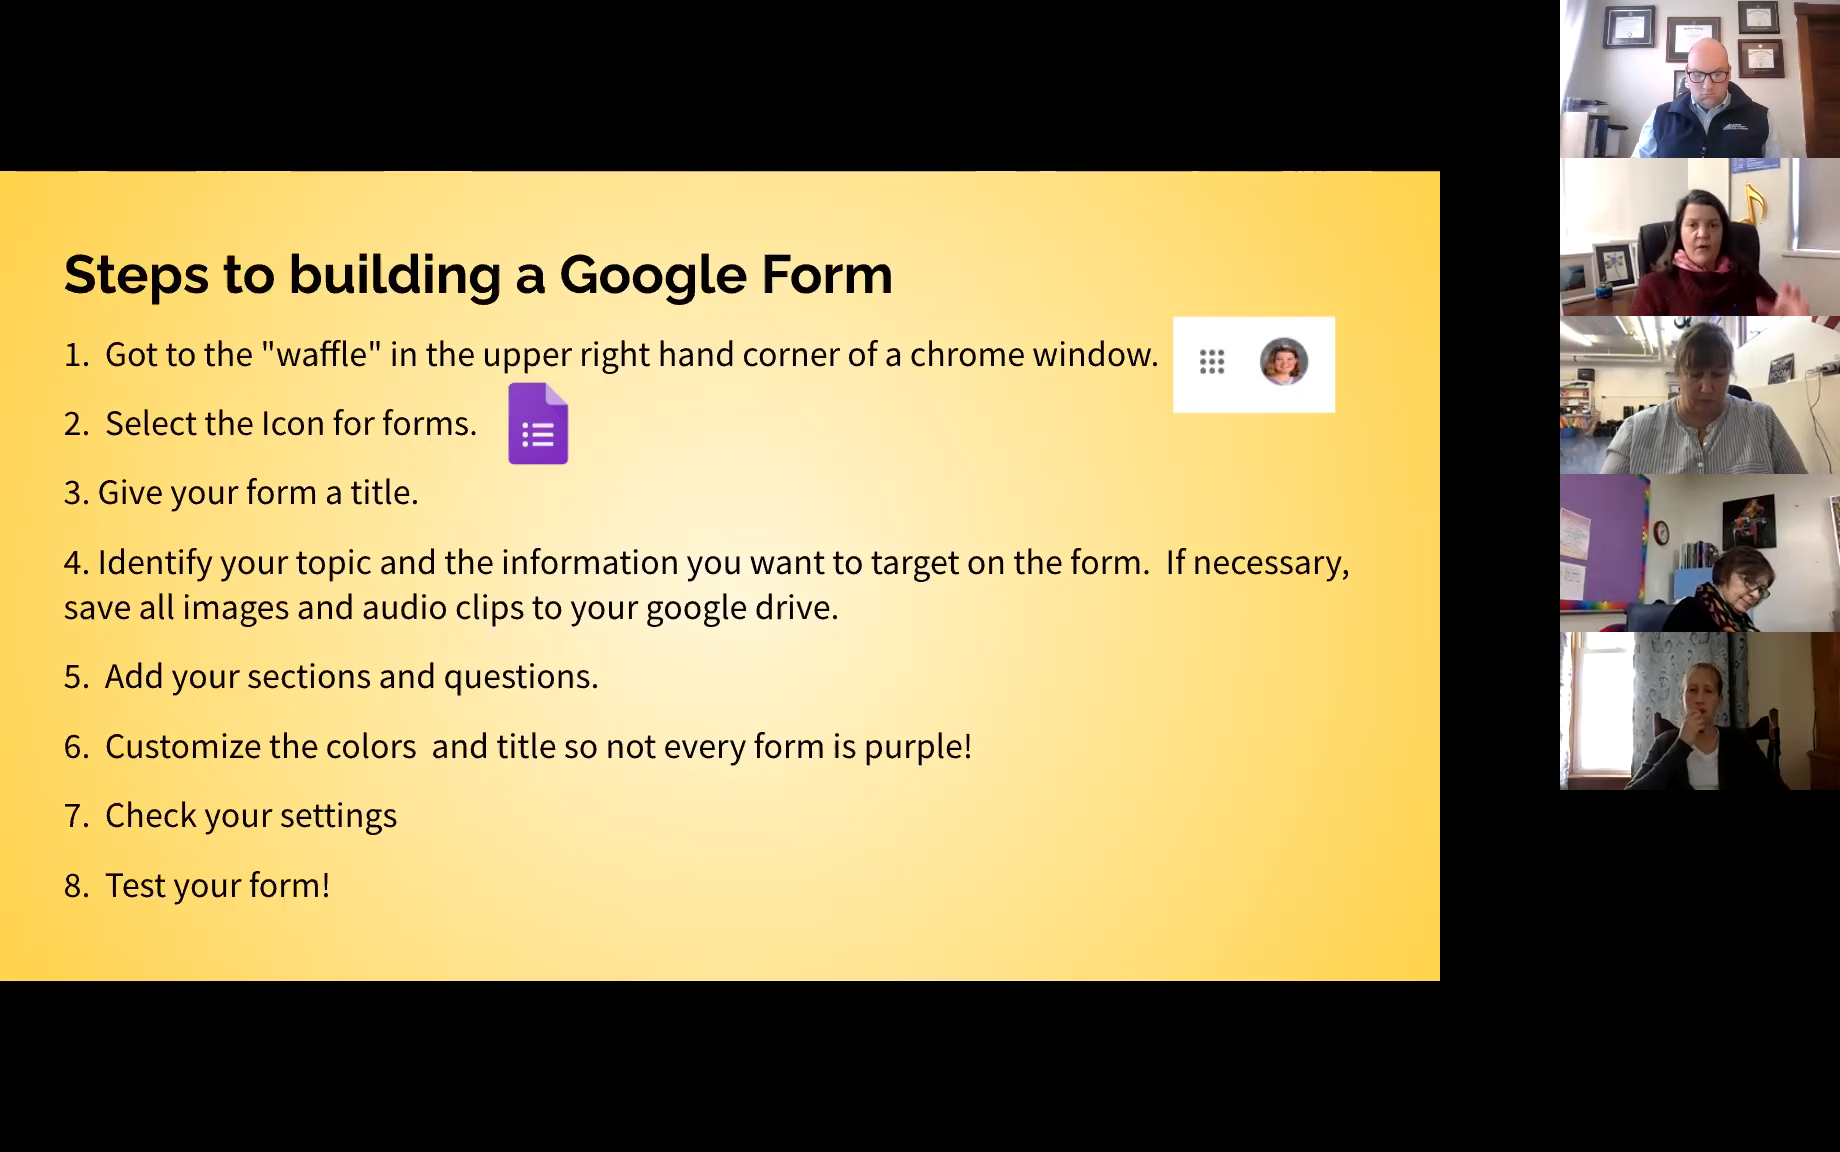 Steps to building a Google Form
1. Got to the "waffle" in the upper right hand corner of a chrome window.
2. Select the Icon for forms.
3. Give your form a title.
4. Identify your topic and the information you want to target on the form. If necessary,
save all images and audio clips to your google drive.
5. Add your sections and questions.
6. Customize the colors and title so not every form is purple!
7. Check your settings
8. Test your form!